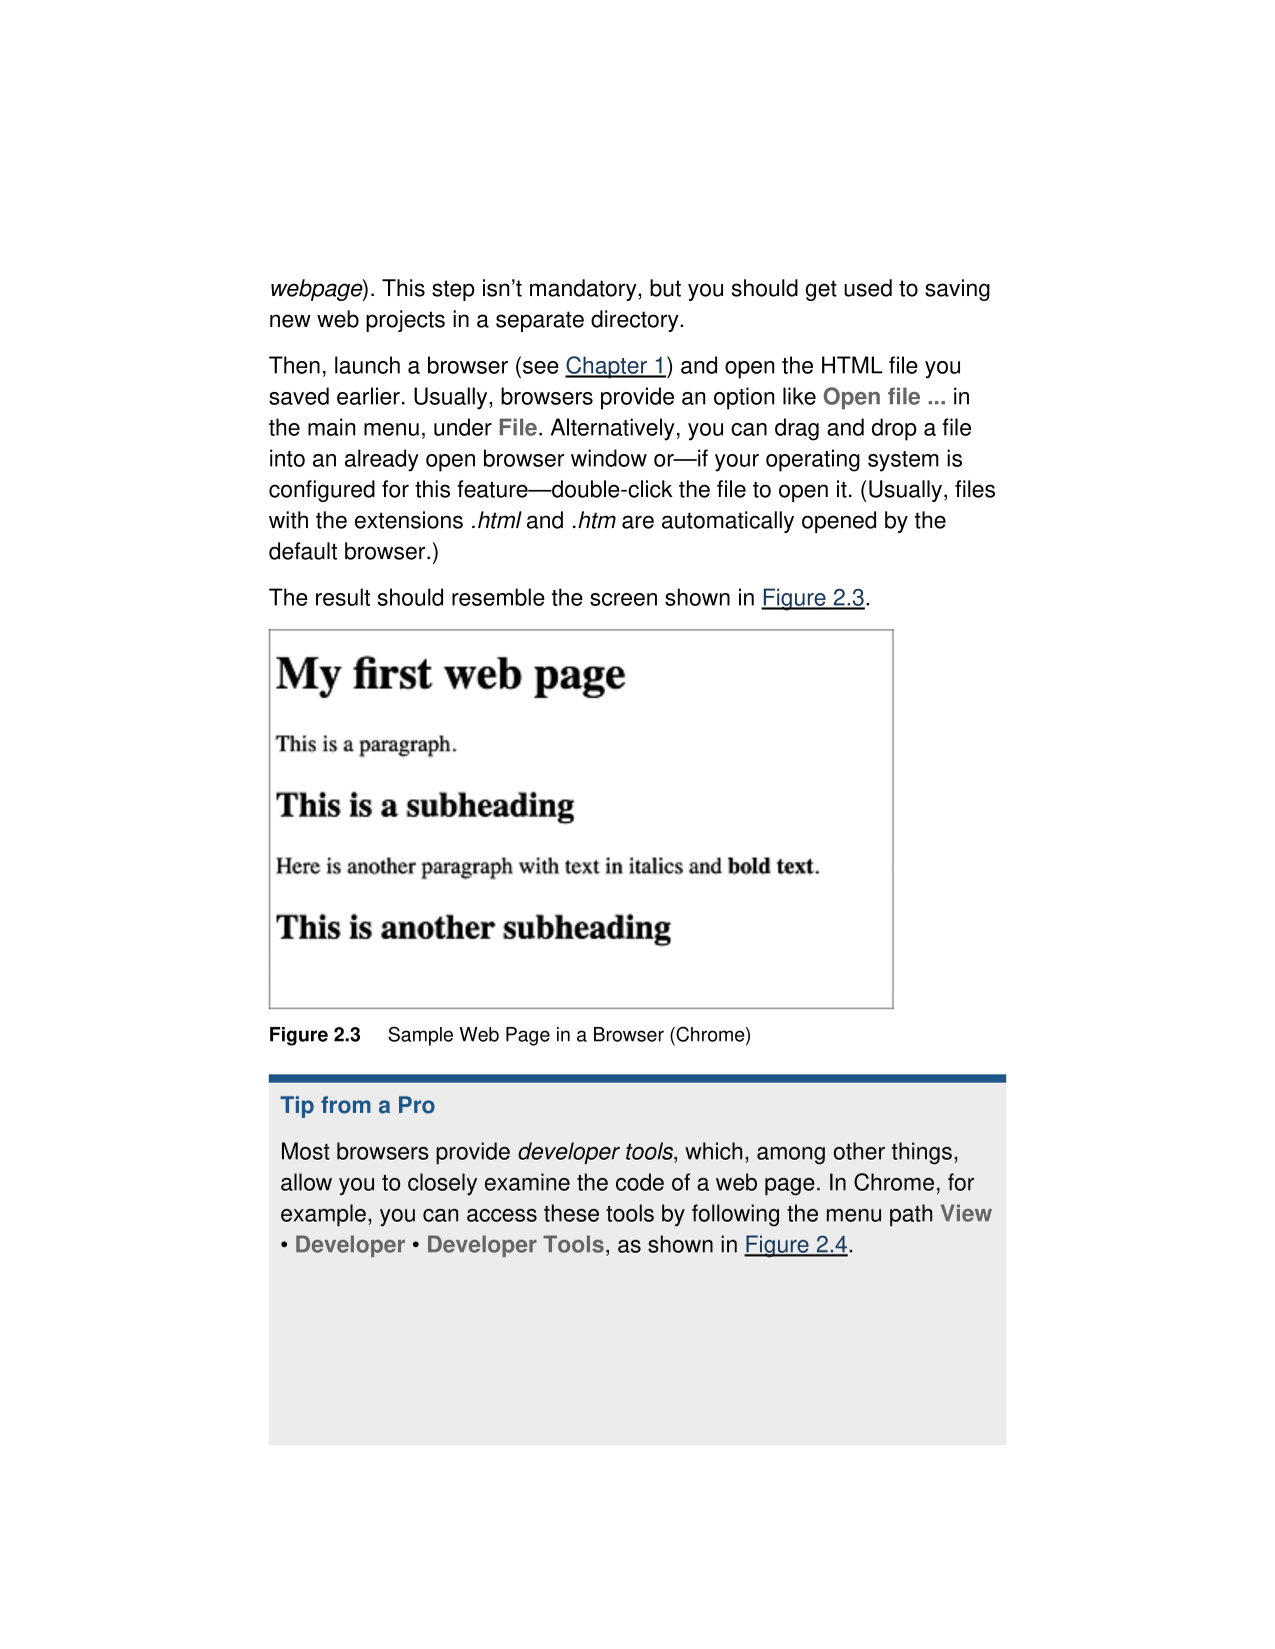 webpage). This step isn’t mandatory, but you should get used to saving
new web projects in a separate directory.
Then, launch a browser (see Chapter 1) and open the HTML file you
saved earlier. Usually, browsers provide an option like Open file ... in
the main menu, under File. Alternatively, you can drag and drop a file
into an already open browser window or—if your operating system is
configured for this feature—double-click the file to open it. (Usually, files
with the extensions .html and .htm are automatically opened by the
default browser.)
The result should resemble the screen shown in Figure 2.3.
My first web page
This is a paragraph.
This is a subheading
Here is another paragraph with text in italics and bold text.
This is another subheading
Figure 2.3 Sample Web Page in a Browser (Chrome)
Tip from a Pro
Most browsers provide developer tools, which, among other things,
allow you to closely examine the code of a web page. In Chrome, for
example, you can access these tools by following the menu path View
• Developer • Developer Tools, as shown in Figure 2.4.